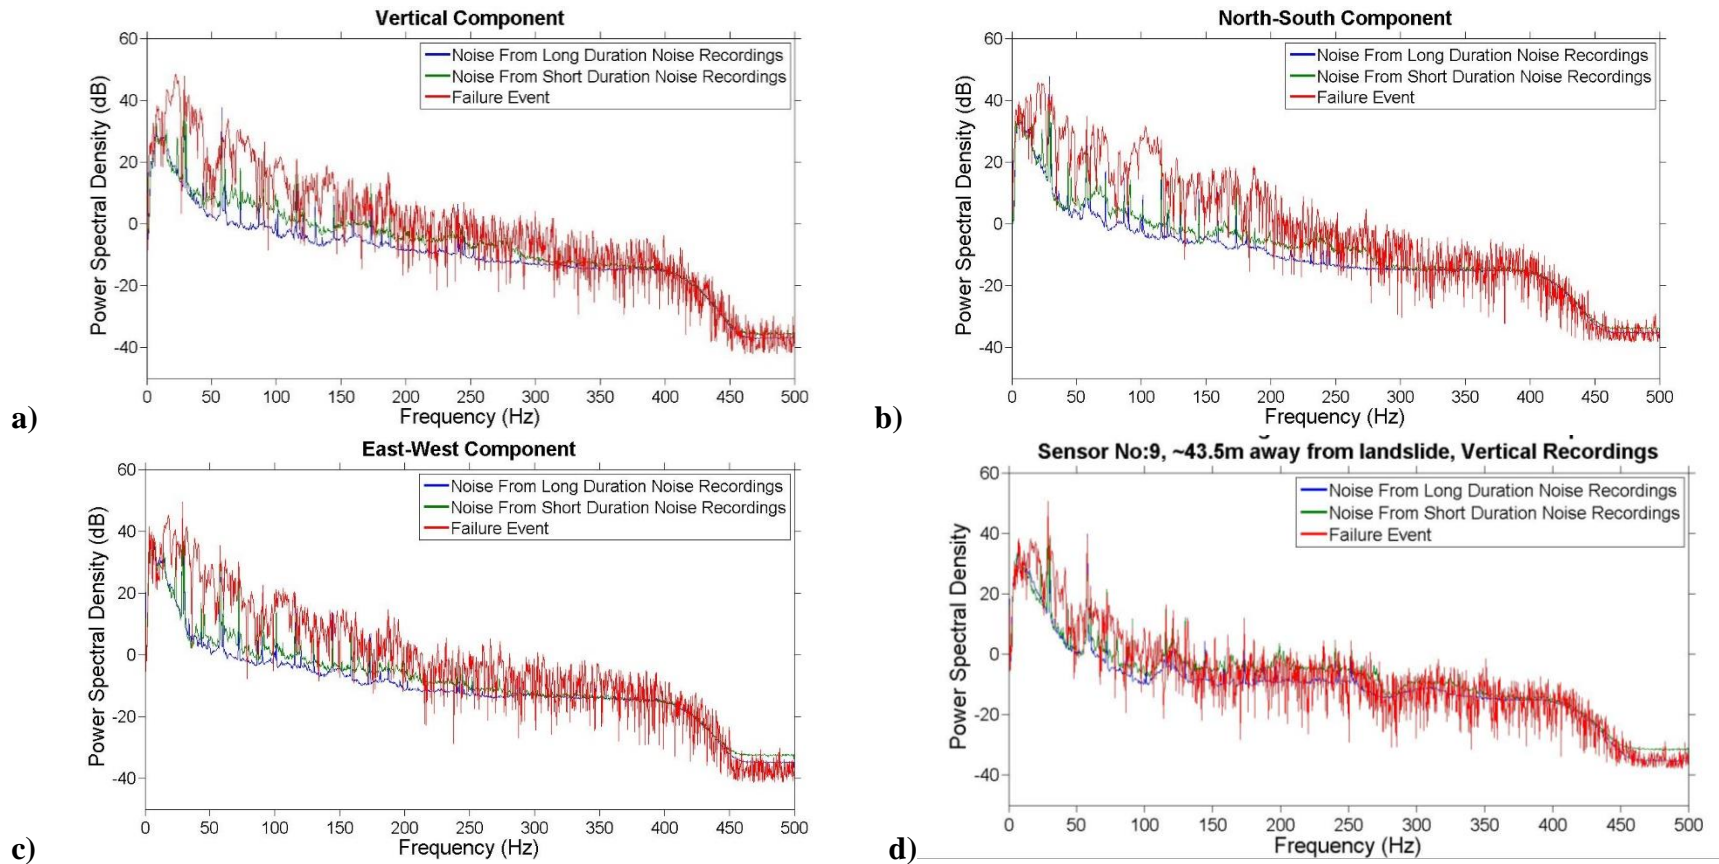 Vertical Component
60
40
20
0
-20
-40
Power Spectral Density (dB)
Noise From Long Duration Noise Recordings
Noise From Short Duration Noise Recordings
Failure Event
0 50 100 150 200 250 300 350 400 450 500
Frequency (Hz)
a)
North-South Component
60
40
20
0
-20
-40
Power Spectral Density (dB)
Noise From Long Duration Noise Recordings
Noise From Short Duration Noise Recordings
Failure Event
0 50 100 150 200 250 300 350 400 450 500
Frequency (Hz)
b)
East-West Component
60
40
20
0
-20
-40
Power Spectral Density (dB)
Noise From Long Duration Noise Recordings
Noise From Short Duration Noise Recordings
Failure Event
0 50 100 150 200 250 300 350 400 450 500
Frequency (Hz)
c)
Sensor No:9, ~43.5m away from landslide, Vertical Recordings
60
40
20
0
-20
-40
Power Spectral Density
Noise From Long Duration Noise Recordings
Noise From Short Duration Noise Recordings
Failure Event
0 50 100 150 200 250 300 350 400 450 500
Frequency (Hz)
d)